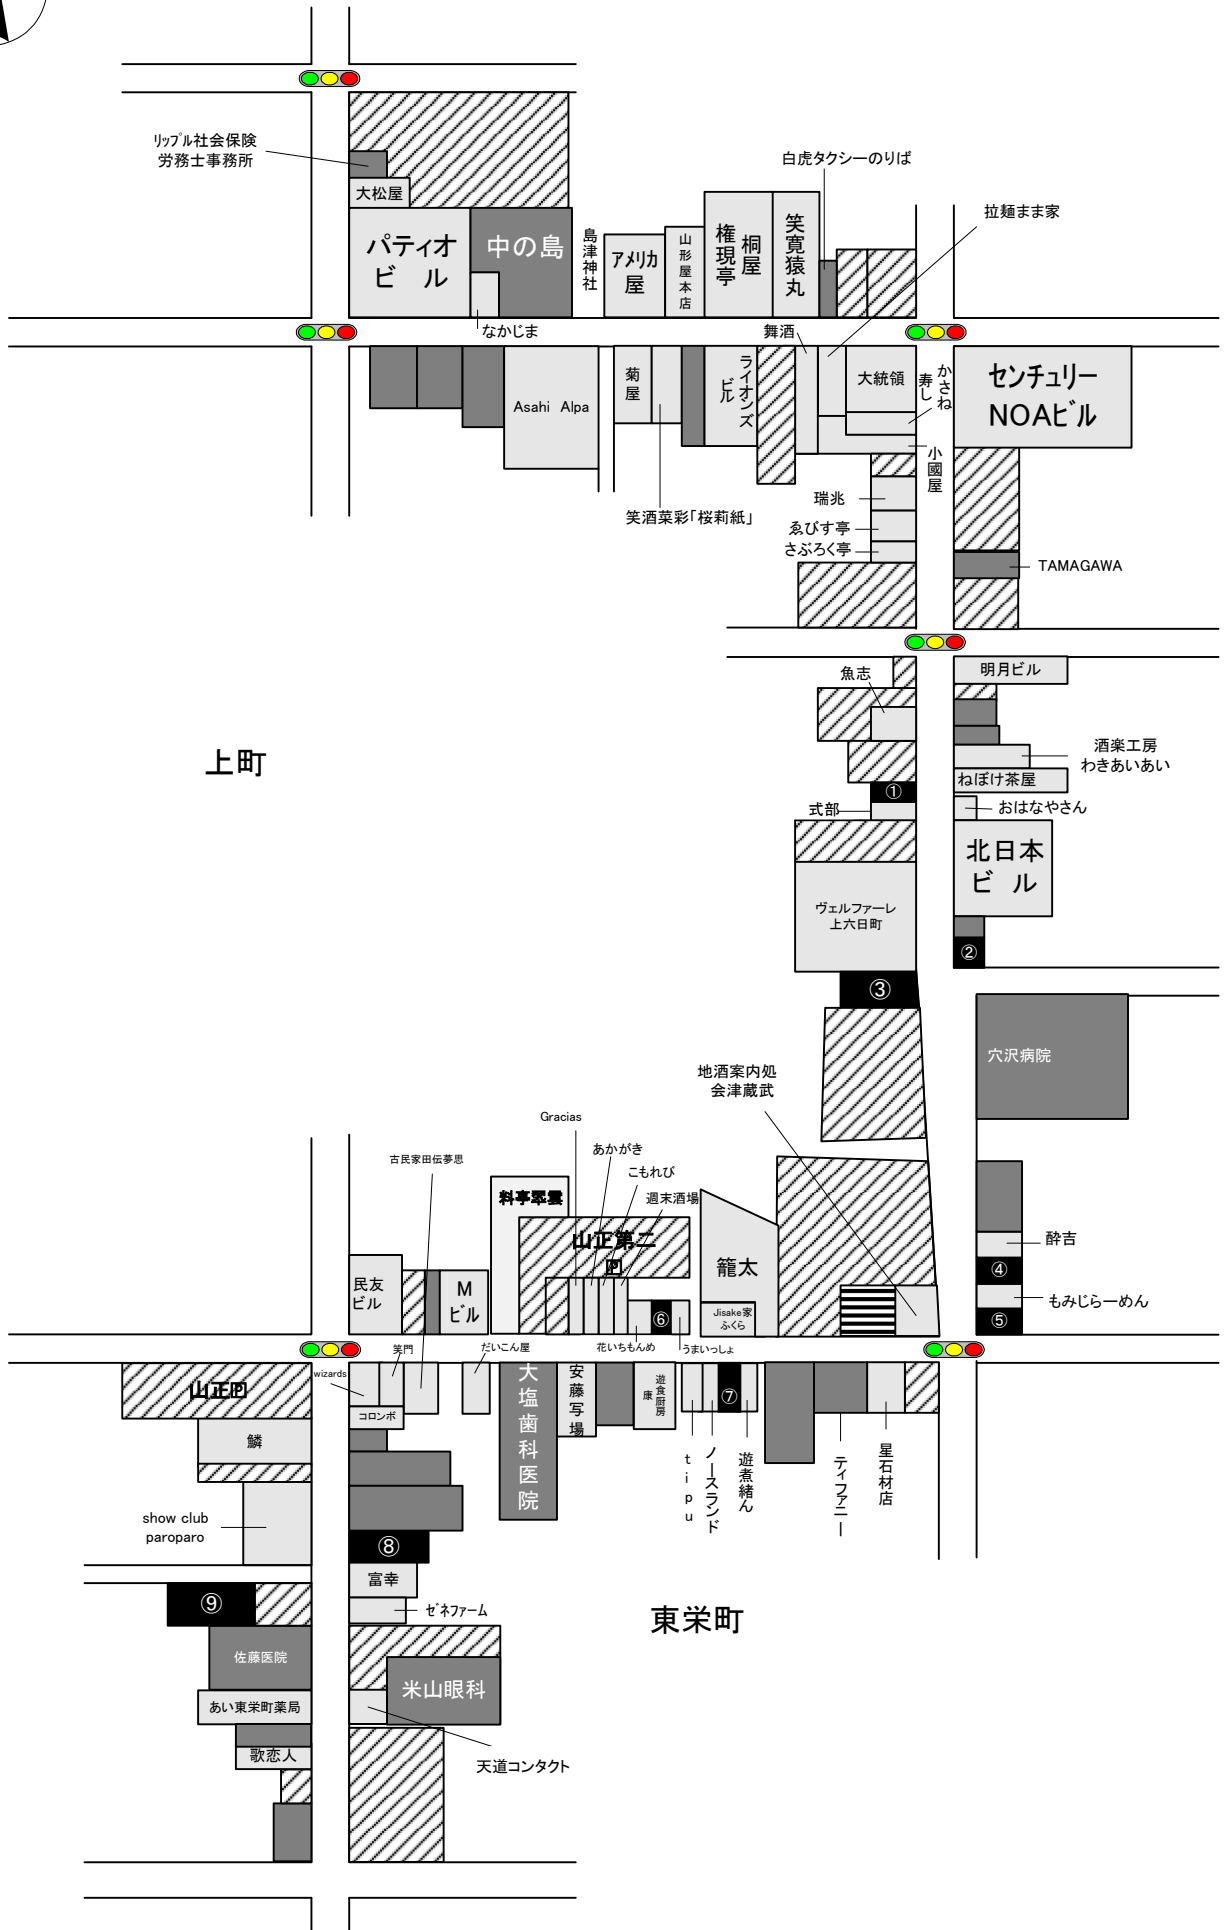 リップル社会保険
労務士事務所
大松屋
パティオ
ビル
中の島
なかじま
島津神社
アメリカ
屋
山形屋本店
権現亭
桐屋
笑寛猿丸
白虎タクシーのりば
拉麺まま家
舞酒
Asahi Alpa
菊屋
笑酒菜彩「桜莉紙」
ライオンズ
ビル
大統領
かさね
寿し
小國屋
センチュリー
NOAビル
瑞兆
ゑびす亭
さぶろく亭
TAMAGAWA
明月ビル
魚志
酒楽工房
わきあいあい
ねぼけ茶屋
①
式部
おはなやさん
北日本
ビル
上町
ヴェルファーレ
上六日町
②
③
穴沢病院
地酒案内処
会津蔵武
Gracias
あかがき
こもれび
週末酒場
古民家田伝夢思
料亭翠雲
山正第二
P
民友
ビル
M
ビル
籠太
Jisake家
ふくら
⑥
花いちもんめ
うまいっしょ
酔吉
④
もみじらーめん
⑤
だいこん屋
笑門
wizards
コロンボ
山正P
鱗
show club
paroparo
大塩歯科医院
安藤写場
遊食厨房
康
⑦
tipu
ノースランド
遊煮緒ん
ティファニー
星石材店
⑧
富幸
ゼネファーム
⑨
佐藤医院
あい東栄町薬局
歌恋人
米山眼科
天道コンタクト
東栄町